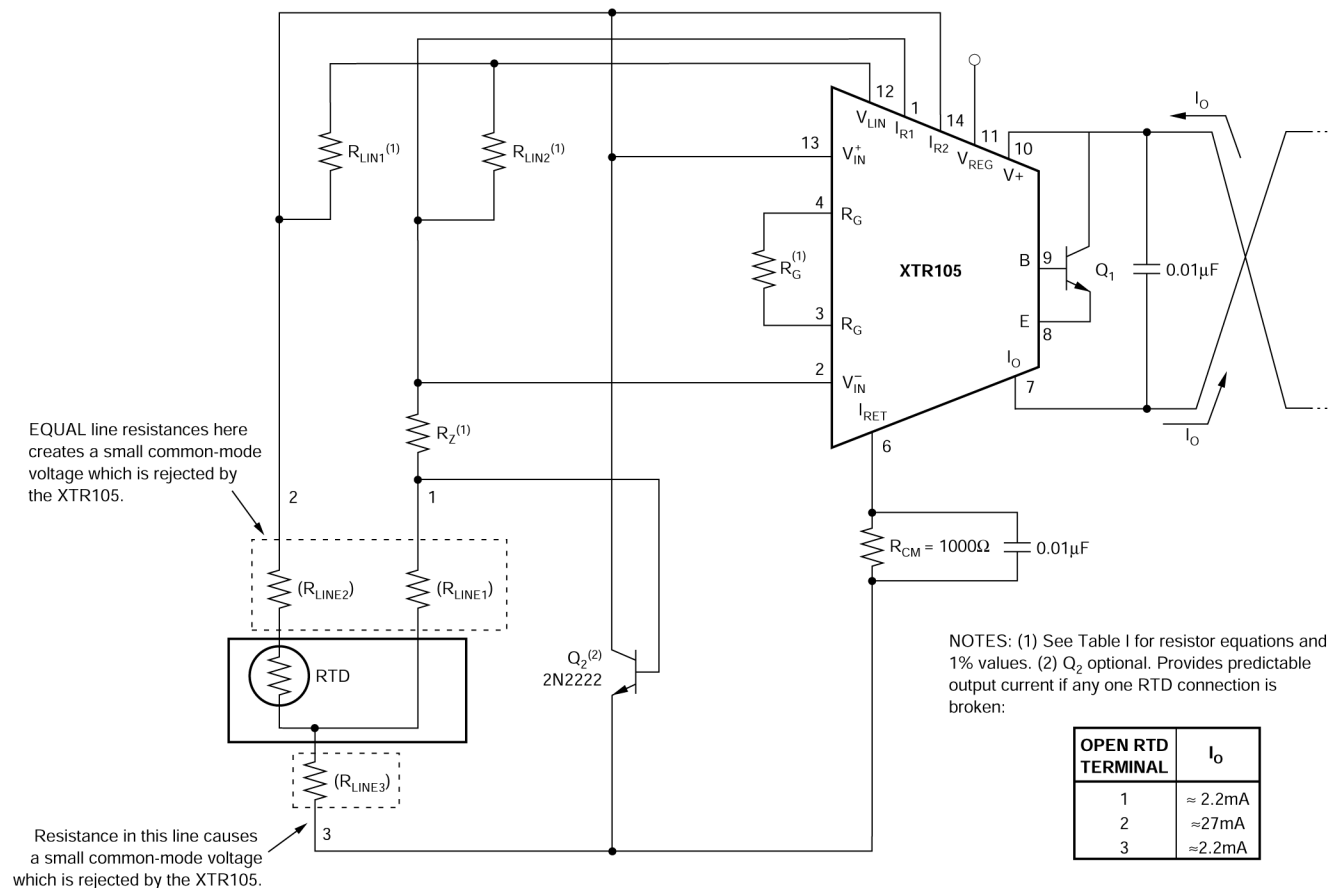 12
1
14
11
10
V_LIN
I_R1
I_R2
V_REG
V+
I_O
R_LIN1^(1)
R_LIN2^(1)
13
V_IN^+
4
R_G
R_G^(1)
XTR105
B
9
Q_1
0.01μF
3
R_G
E
8
I_O
7
2
V_IN^−
I_RET
6
I_O
R_Z^(1)
EQUAL line resistances here
creates a small common-mode
voltage which is rejected by
the XTR105.
2
1
R_CM = 1000Ω
0.01μF
(R_LINE2)
(R_LINE1)
RTD
Q_2^(2)
2N2222
NOTES: (1) See Table I for resistor equations and
1% values. (2) Q_2 optional. Provides predictable
output current if any one RTD connection is
broken:
OPEN RTD
TERMINAL
I_O
1
≈ 2.2mA
2
≈27mA
3
≈2.2mA
(R_LINE3)
3
Resistance in this line causes
a small common-mode voltage
which is rejected by the XTR105.